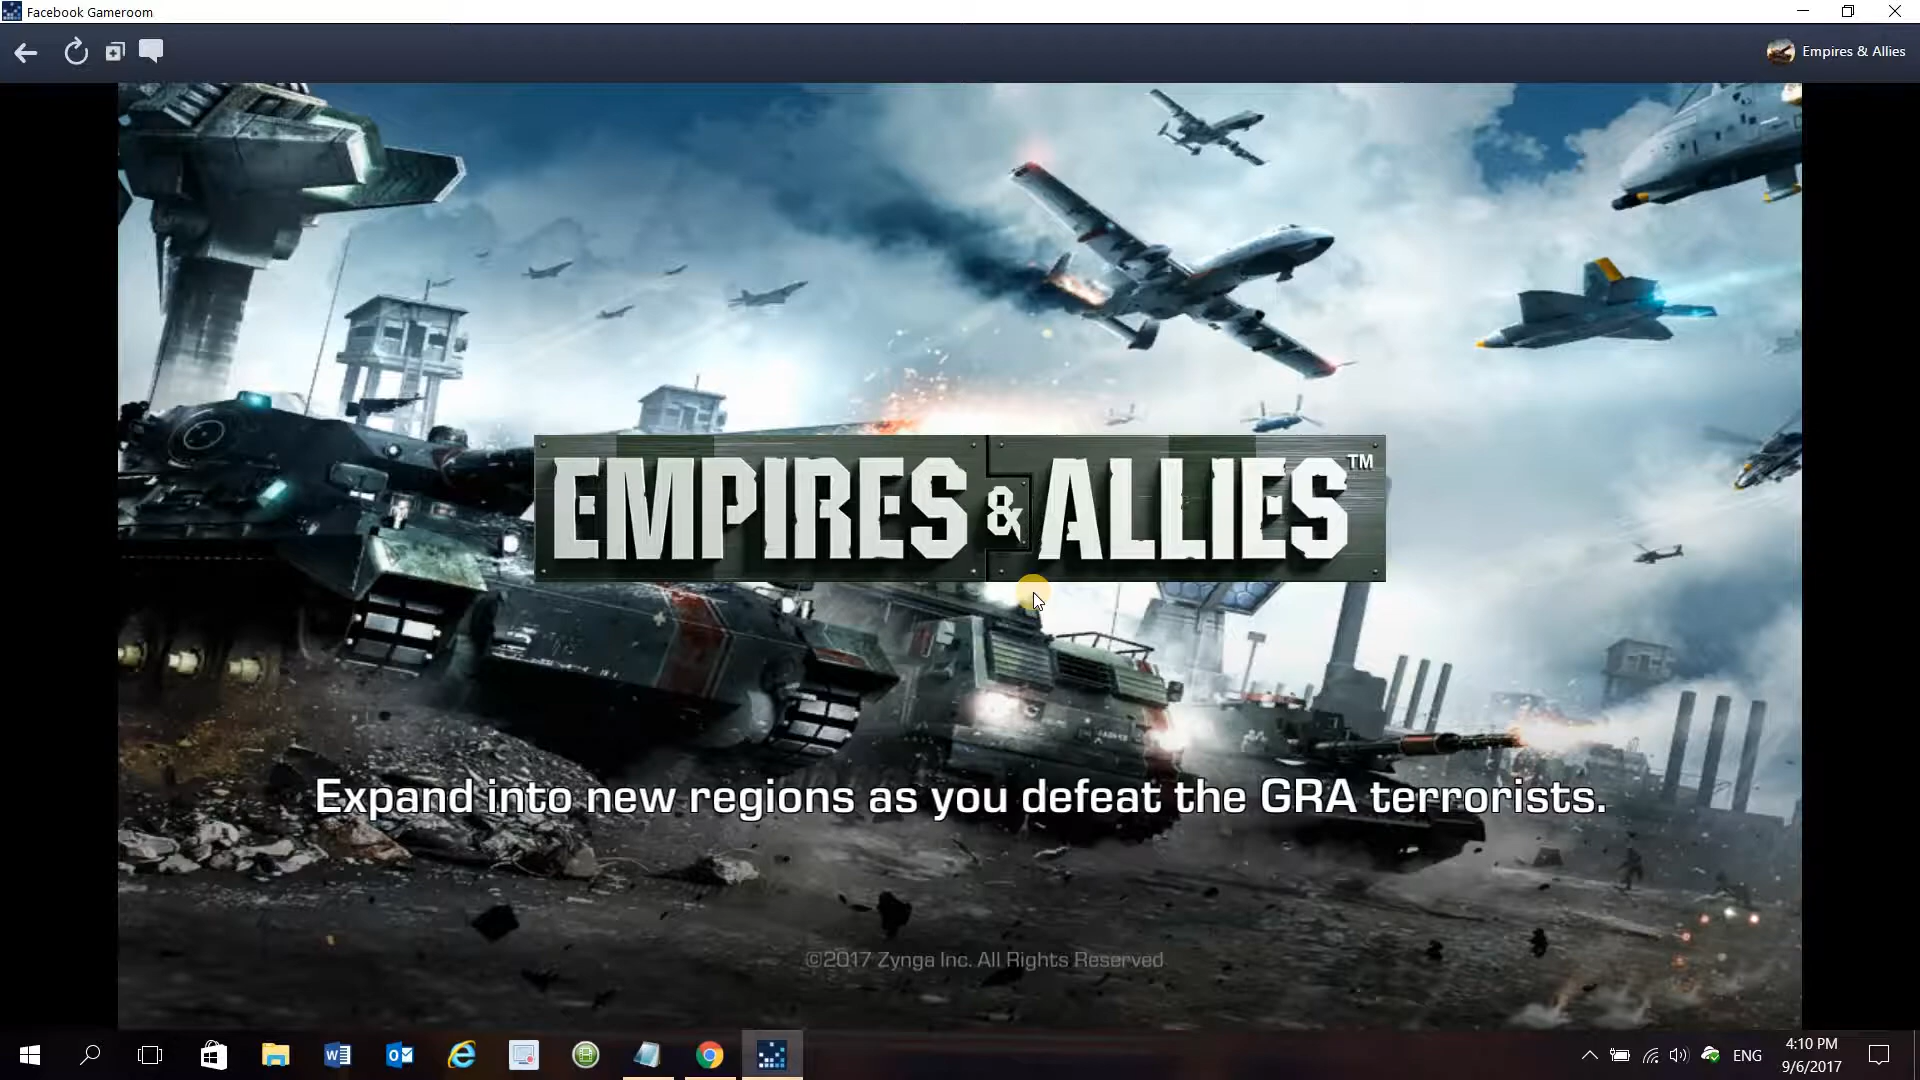 Facebook Gameroom
Empires & Allies
EMPIRES & ALLIES™
Expand into new regions as you defeat the GRA terrorists.
©2017 Zynga Inc. All Rights Reserved
ENG
4:10 PM
9/6/2017